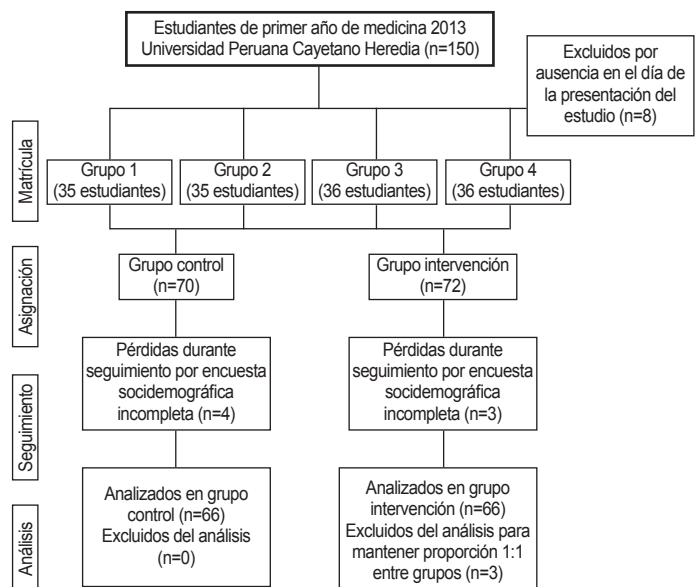 Estudiantes de primer año de medicina 2013
Universidad Peruana Cayetano Heredia (n=150)
Excluidos por
ausencia en el día de
la presentación del
estudio (n=8)
Matrícula
Grupo 1
(35 estudiantes)
Grupo 2
(35 estudiantes)
Grupo 3
(36 estudiantes)
Grupo 4
(36 estudiantes)
Asignación
Grupo control
(n=70)
Grupo intervención
(n=72)
Seguimiento
Pérdidas durante
seguimiento por encuesta
socidemográfica
incompleta (n=4)
Pérdidas durante
seguimiento por encuesta
socidemográfica
incompleta (n=3)
Análisis
Analizados en grupo
control (n=66)
Excluidos del análisis
(n=0)
Analizados en grupo
intervención (n=66)
Excluidos del análisis para
mantener proporción 1:1
entre grupos (n=3)